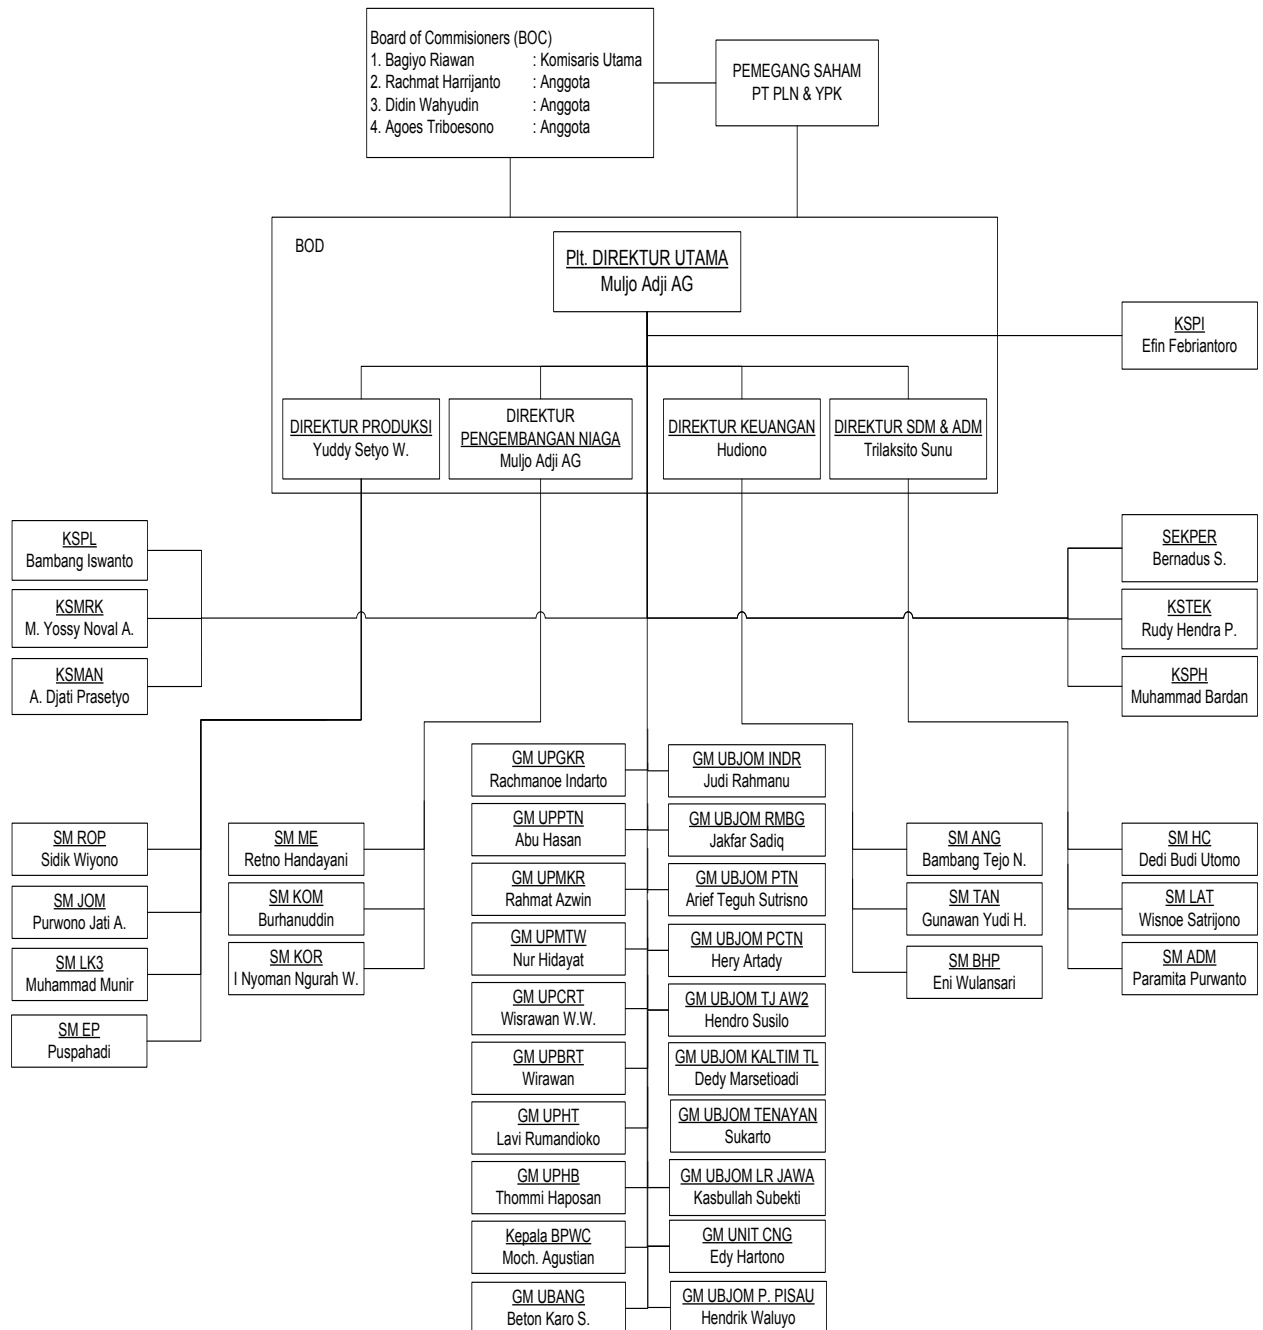 Board of Commisioners (BOC)
1. Bagiyo Riawan : Komisaris Utama
2. Rachmat Harrijanto : Anggota
3. Didin Wahyudin : Anggota
4. Agoes Triboesono : Anggota
PEMEGANG SAHAM
PT PLN & YPK
BOD
Plt. DIREKTUR UTAMA
Muljo Adji AG
KSPI
Efin Febriantoro
DIREKTUR PRODUKSI
Yuddy Setyo W.
DIREKTUR
PENGEMBANGAN NIAGA
Muljo Adji AG
DIREKTUR KEUANGAN
Hudiono
DIREKTUR SDM & ADM
Trilaksito Sunu
KSPL
Bambang Iswanto
KSMRK
M. Yossy Noval A.
KSMAN
A. Djati Prasetyo
SEKPER
Bernadus S.
KSTEK
Rudy Hendra P.
KSPH
Muhammad Bardan
SM ROP
Sidik Wiyono
SM JOM
Purwono Jati A.
SM LK3
Muhammad Munir
SM EP
Puspahadi
SM ME
Retno Handayani
SM KOM
Burhanuddin
SM KOR
I Nyoman Ngurah W.
GM UPGKR
Rachmanoe Indarto
GM UPPTN
Abu Hasan
GM UPMKR
Rahmat Azwin
GM UPMTW
Nur Hidayat
GM UPCRT
Wisrawan W.W.
GM UPBRT
Wirawan
GM UPHT
Lavi Rumandioko
GM UPHB
Thommi Haposan
Kepala BPWC
Moch. Agustian
GM UBANG
Beton Karo S.
GM UBJOM INDR
Judi Rahmanu
GM UBJOM RMBG
Jakfar Sadiq
GM UBJOM PTN
Arief Teguh Sutrisno
GM UBJOM PCTN
Hery Artady
GM UBJOM TJ AW2
Hendro Susilo
GM UBJOM KALTIM TL
Dedy Marsetioadi
GM UBJOM TENAYAN
Sukarto
GM UBJOM LR JAWA
Kasbullah Subekti
GM UNIT CNG
Edy Hartono
GM UBJOM P. PISAU
Hendrik Waluyo
SM ANG
Bambang Tejo N.
SM TAN
Gunawan Yudi H.
SM BHP
Eni Wulansari
SM HC
Dedi Budi Utomo
SM LAT
Wisnoe Satrijono
SM ADM
Paramita Purwanto